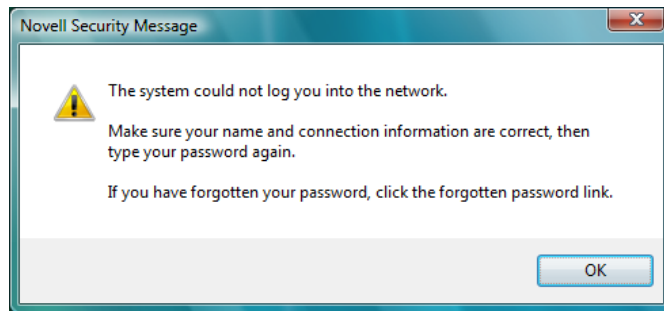 Novell Security Message
The system could not log you into the network.
Make sure your name and connection information are correct, then
type your password again.
If you have forgotten your password, click the forgotten password link.
OK